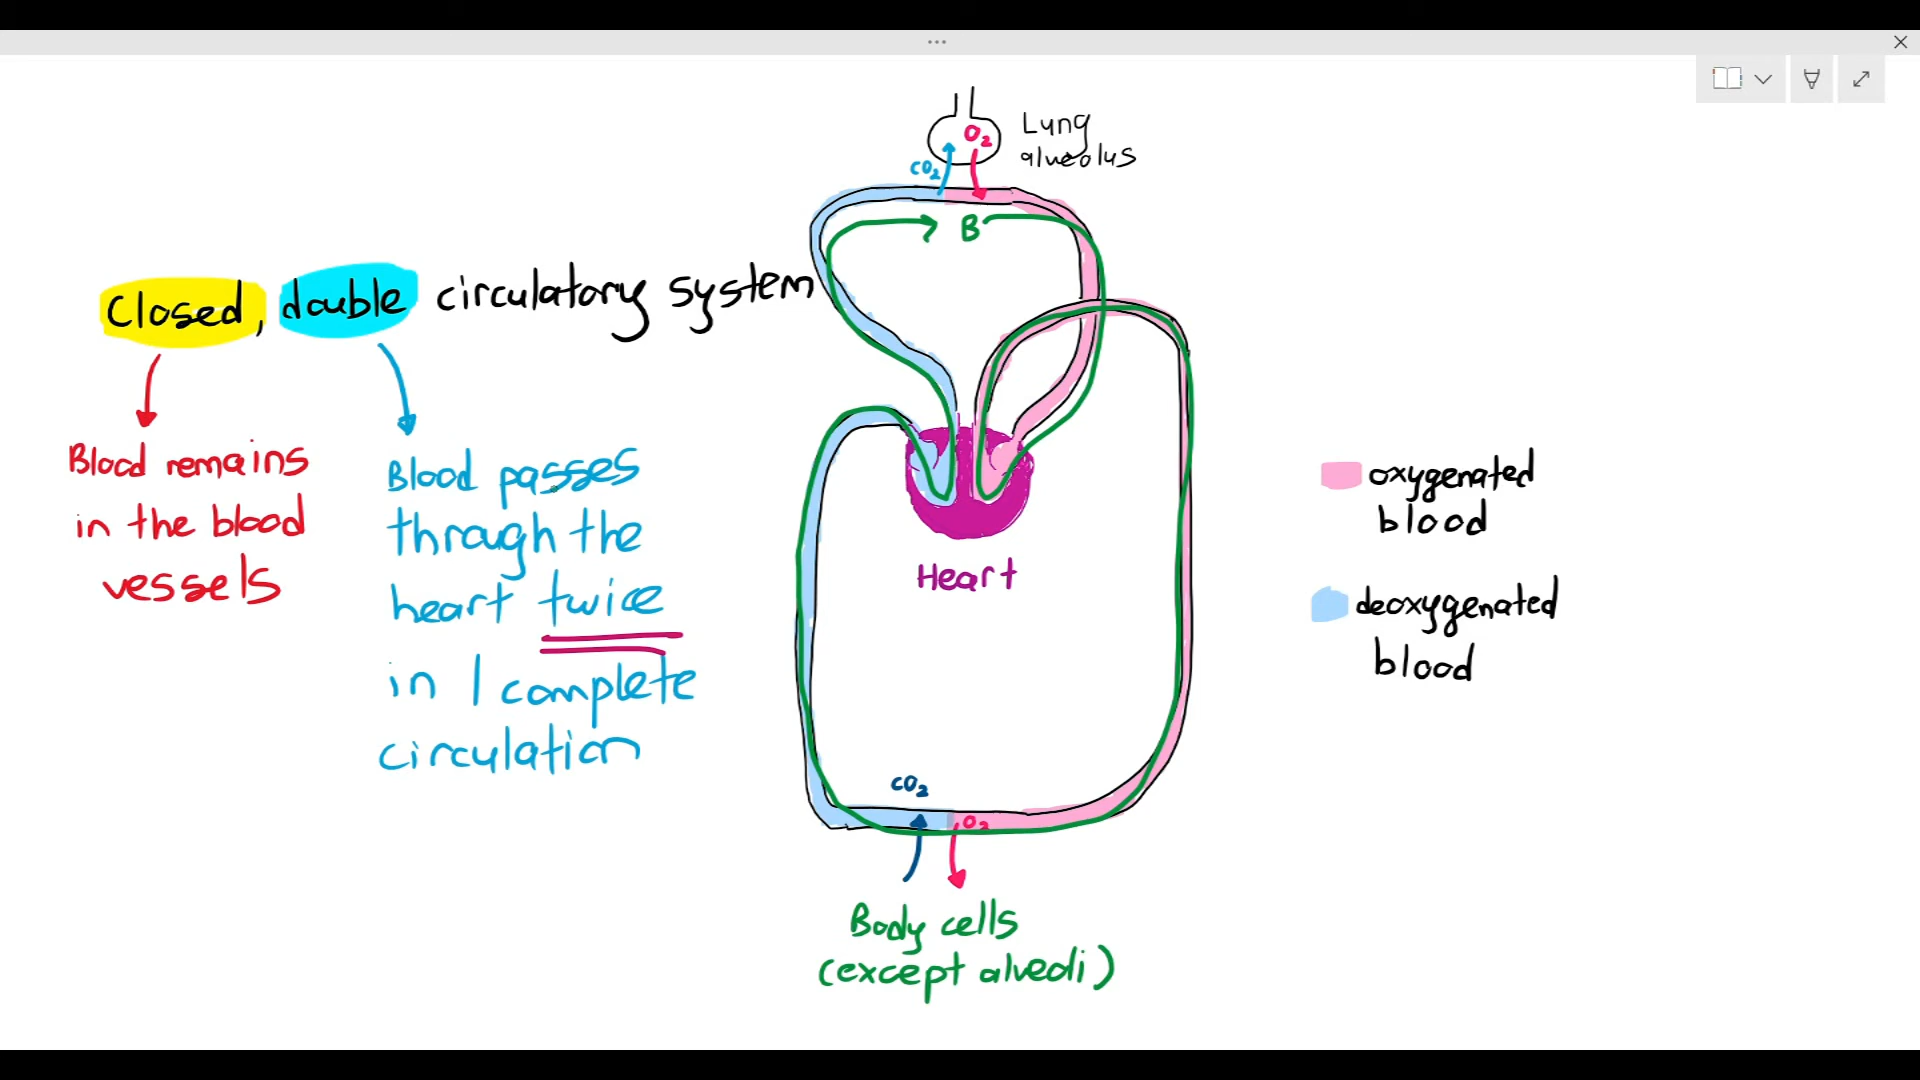 Lung
alveolus
O2
CO2
B
Closed, double circulatory system
Blood remains
in the blood
vessels
Blood passes
through the
heart twice
in 1 complete
circulation
Heart
oxygenated
blood
deoxygenated
blood
CO2
O2
Body cells
(except alveoli)